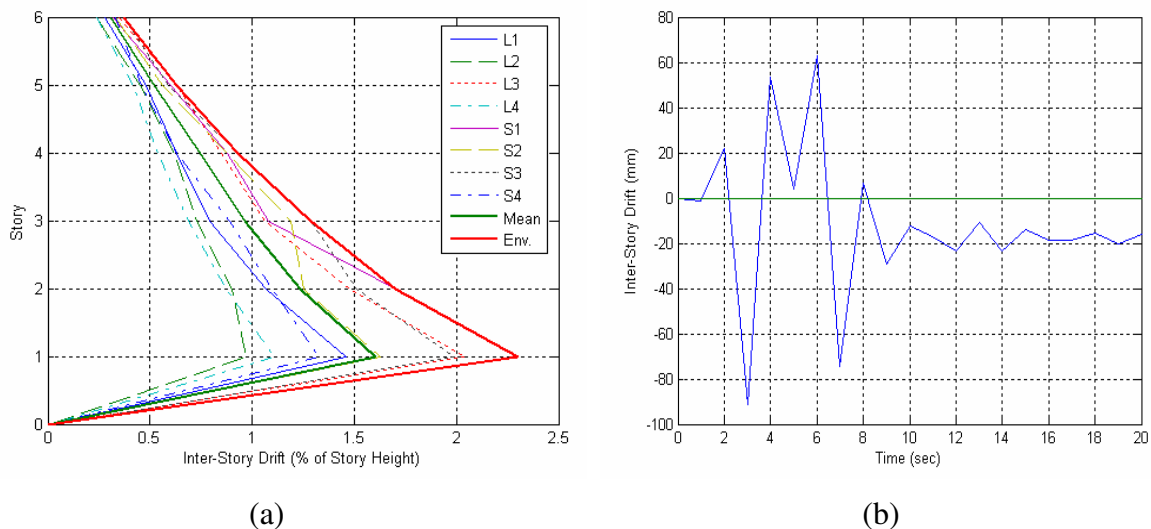 6
5
4
3
2
1
0
Story
0
0.5
1
1.5
2
2.5
Inter-Story Drift (% of Story Height)
L1
L2
L3
L4
S1
S2
S3
S4
Mean
Env.
(a)
80
60
40
20
0
-20
-40
-60
-80
-100
Inter-Story Drift (mm)
0
2
4
6
8
10
12
14
16
18
20
Time (sec)
(b)